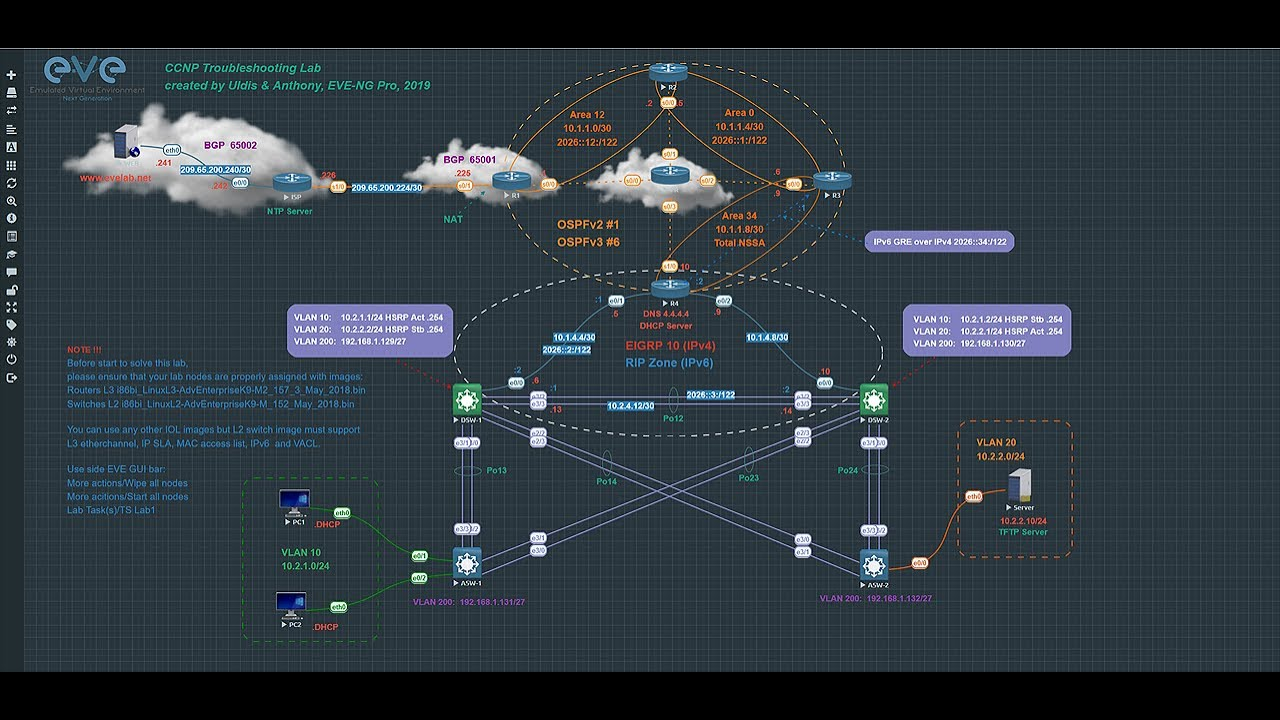 eve
Emulated Virtual Environment
Next Generation
CCNP Troubleshooting Lab
created by Uldis & Anthony, EVE-NG Pro, 2019
R2
.2
s0/0
.5
Area 12
10.1.1.0/30
2026::12:/122
Area 0
10.1.1.4/30
2026::1:/122
BGP 65002
eth0
.241
209.65.200.240/30
www.evelab.net
.242
e0/0
ISP
NTP Server
.226
s1/0
209.65.200.224/30
BGP 65001
.225
s0/1
R1
NAT
s0/0
s0/1
s0/0
s0/2
s0/3
.6
s0/0
.9
.1
R3
Area 34
10.1.1.8/30
Total NSSA
OSPFv2 #1
OSPFv3 #6
IPv6 GRE over IPv4 2026::34:/122
s1/0
.10
.2
R4
DNS 4.4.4.4
DHCP Server
:1
e0/1
.5
e0/2
.9
10.1.4.4/30
2026::2:/122
10.1.4.8/30
EIGRP 10 (IPv4)
RIP Zone (IPv6)
VLAN 10: 10.2.1.1/24 HSRP Act .254
VLAN 20: 10.2.2.2/24 HSRP Stb .254
VLAN 200: 192.168.1.129/27
VLAN 10: 10.2.1.2/24 HSRP Stb .254
VLAN 20: 10.2.2.1/24 HSRP Act .254
VLAN 200: 192.168.1.130/27
NOTE !!!
Before start to solve this lab,
please ensure that your lab nodes are properly assigned with images:
Routers L3 i86bi_LinuxL3-AdvEnterpriseK9-M2_157_3_May_2018.bin
Switches L2 i86bi_LinuxL2-AdvEnterpriseK9-M_152_May_2018.bin
You can use any other IOL images but L2 switch image must support
L3 etherchannel, IP SLA, MAC access list, IPv6 and VACL.
Use side EVE GUI bar:
More actions/Wipe all nodes
More acitions/Start all nodes
Lab Task(s)/TS Lab1
:2
e0/0
.6
.10
e0/0
DSW-1
:1
e3/3
.13
10.2.4.12/30
2026::3:/122
Po12
:2
e3/3
.14
DSW-2
e2/2
e2/3
e2/3
e2/2
Po13
Po14
Po23
Po24
e3/1
e3/0
e3/0
e3/1
ASW-1
ASW-2
VLAN 200: 192.168.1.131/27
VLAN 200: 192.168.1.132/27
PC1
eth0
.DHCP
VLAN 10
10.2.1.0/24
e0/1
e0/2
PC2
eth0
.DHCP
VLAN 20
10.2.2.0/24
eth0
Server
10.2.2.10/24
TFTP Server
e0/0